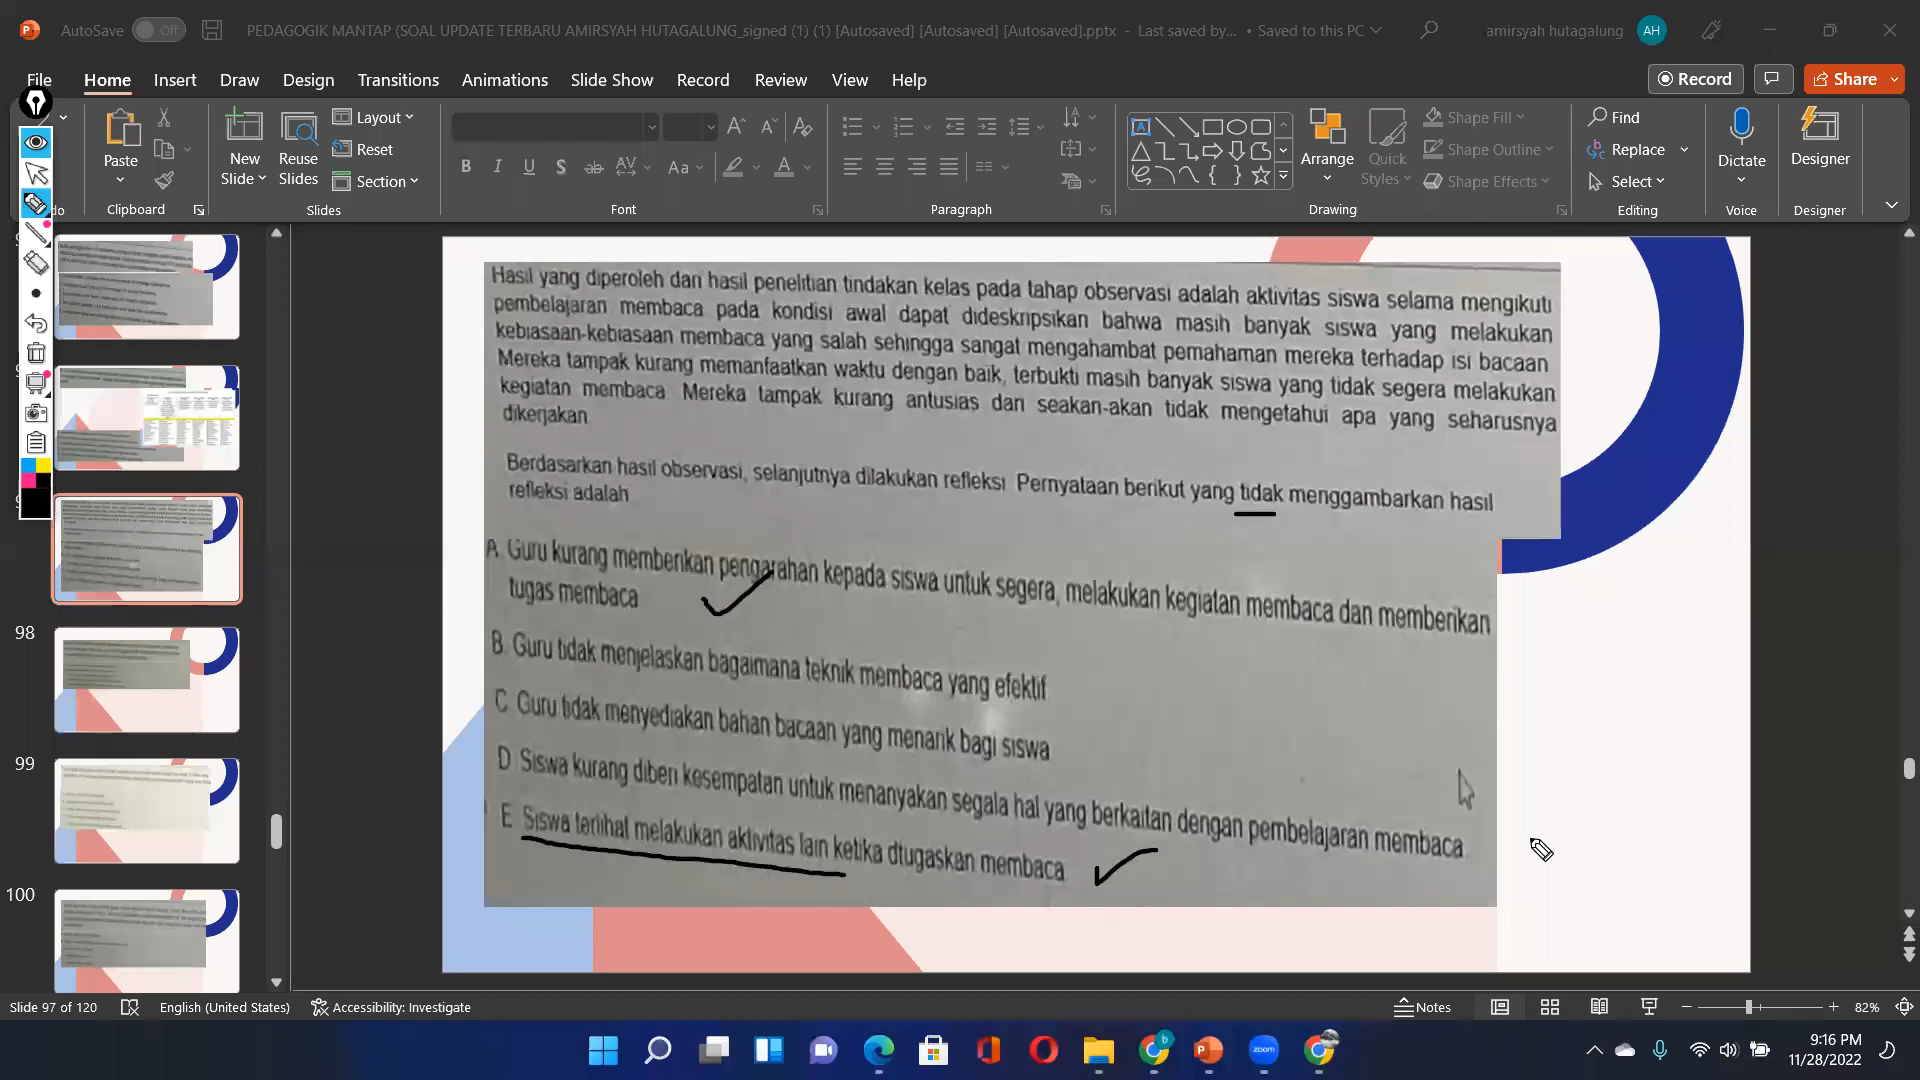 AutoSave
Off
PEDAGOGIK MANTAP (SOAL UPDATE TERBARU AMIRSYAH HUTAGALUNG_signed (1) (1) [Autosaved] [Autosaved] [Autosaved].pptx - Last saved by... • Saved to this PC
amirsyah hutagalung
AH
File Home Insert Draw Design Transitions Animations Slide Show Record Review View Help
Record
Share
Paste
New Slide
Reuse Slides
Layout
Reset
Section
Shape Fill
Shape Outline
Shape Effects
Arrange
Quick Styles
Find
Replace
Select
Dictate
Designer
Clipboard
Slides
Font
Paragraph
Drawing
Editing
Voice
Designer
Hasil yang diperoleh dari hasil penelitian tindakan kelas pada tahap observasi adalah aktivitas siswa selama mengikuti
pembelajaran membaca pada kondisi awal dapat dideskripsikan bahwa masih banyak siswa yang melakukan
kebiasaan-kebiasaan membaca yang salah sehingga sangat mengahambat pemahaman mereka terhadap isi bacaan
Mereka tampak kurang memanfaatkan waktu dengan baik, terbukti masih banyak siswa yang tidak segera melakukan
kegiatan membaca. Mereka tampak kurang antusias dan seakan-akan tidak mengetahui apa yang seharusnya
dikerjakan
Berdasarkan hasil observasi, selanjutnya dilakukan refleksi Pernyataan berikut yang tidak menggambarkan hasil
refleksi adalah
A. Guru kurang memberikan pengarahan kepada siswa untuk segera, melakukan kegiatan membaca dan memberikan
tugas membaca
B. Guru tidak menjelaskan bagaimana teknik membaca yang efektif
C Guru tidak menyediakan bahan bacaan yang menarik bagi siswa
D Siswa kurang diberi kesempatan untuk menanyakan segala hal yang berkaitan dengan pembelajaran membaca
E Siswa terlihat melakukan aktivitas lain ketika dtugaskan membaca
98
99
100
Slide 97 of 120
English (United States)
Accessibility: Investigate
Notes
82%
zoom
9:16 PM
11/28/2022